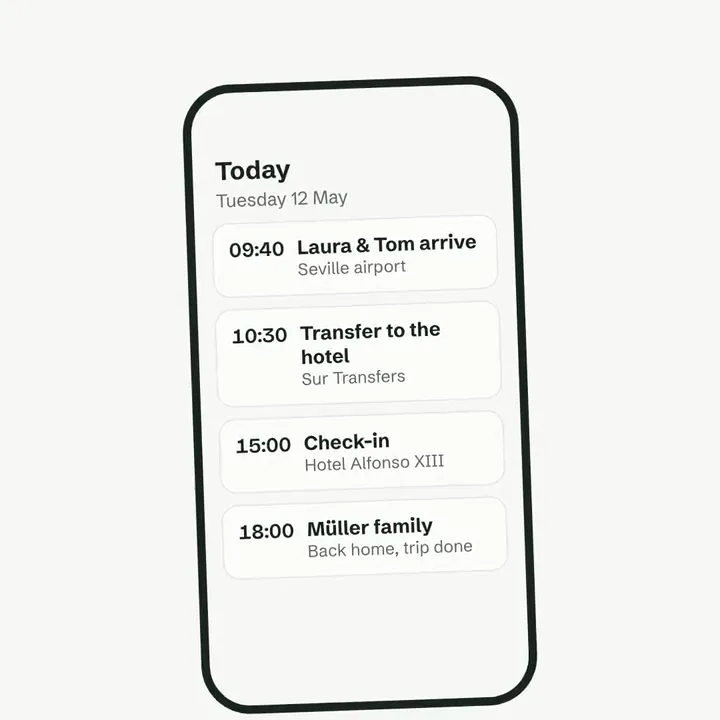 Today
Tuesday 12 May
09:40 Laura & Tom arrive
Seville airport
10:30 Transfer to the
hotel
Sur Transfers
15:00 Check-in
Hotel Alfonso XIII
18:00 Müller family
Back home, trip done